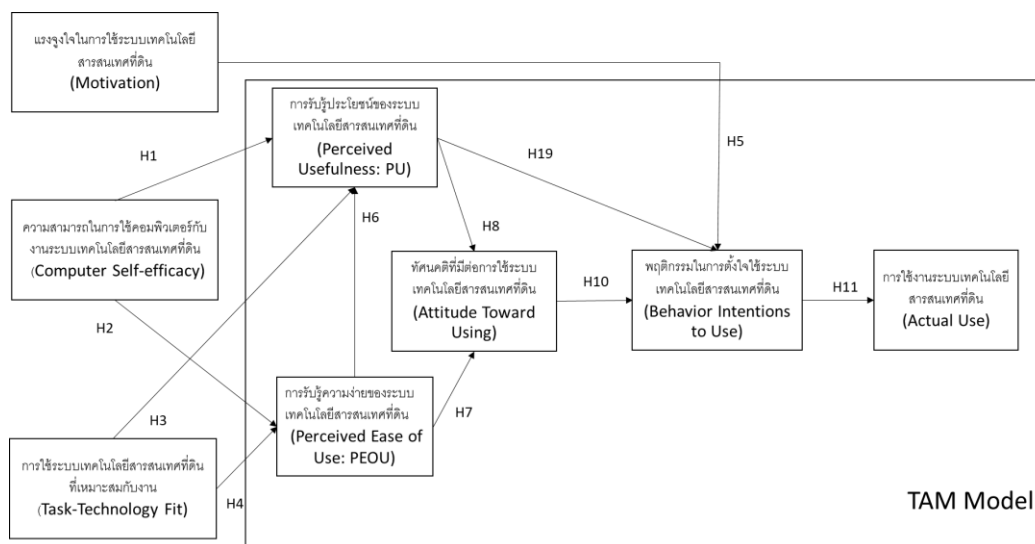 แรงจูงใจในการใช้ระบบเทคโนโลยี
สารสนเทศที่ดิน
(Motivation)
การรับรู้ประโยชน์ของระบบ
เทคโนโลยีสารสนเทศที่ดิน
(Perceived
Usefulness: PU)
H1
H19
H5
ความสามารถในการใช้คอมพิวเตอร์กับ
งานระบบเทคโนโลยีสารสนเทศที่ดิน
(Computer Self-efficacy)
H6
H8
ทัศนคติที่มีต่อการใช้ระบบ
เทคโนโลยีสารสนเทศที่ดิน
(Attitude Toward
Using)
H10
พฤติกรรมในการตั้งใจใช้ระบบ
เทคโนโลยีสารสนเทศที่ดิน
(Behavior Intentions
to Use)
H11
การใช้งานระบบเทคโนโลยี
สารสนเทศที่ดิน
(Actual Use)
H2
การรับรู้ความง่ายของระบบ
เทคโนโลยีสารสนเทศที่ดิน
(Perceived Ease of
Use: PEOU)
H7
H3
การใช้ระบบเทคโนโลยีสารสนเทศที่ดิน
ที่เหมาะสมกับงาน
(Task-Technology Fit)
H4
TAM Model